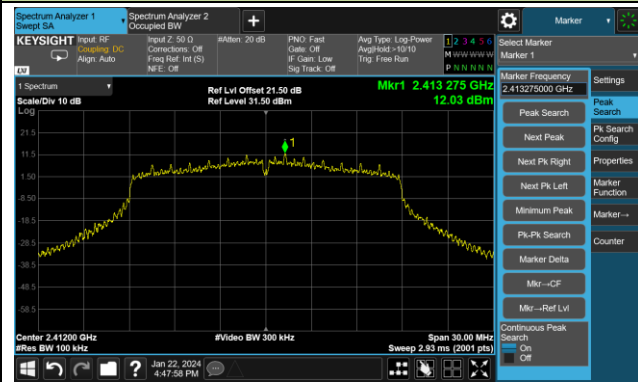 Spectrum Analyzer 1
Swept SA
Spectrum Analyzer 2
Occupied BW
+
Marker
KEYSIGHT
Input: RF
Coupling: DC
Align: Auto
Input Z: 50 Ω
Corrections: Off
Freq Ref: Int (S)
NFE: Off
#Atten: 20 dB
PNO: Fast
Gate: Off
IF Gain: Low
Sig Track: Off
Avg Type: Log-Power
Avg|Hold:>10/10
Trig: Free Run
1 2 3 4 5 6
M W W W W W
P N N N N N
LXI
Select Marker
Marker 1
1 Spectrum
Scale/Div 10 dB
Log
Ref Lvl Offset 21.50 dB
Ref Level 31.50 dBm
Mkr1 2.413 275 GHz
12.03 dBm
1
21.5
11.5
1.50
-8.50
-18.5
-28.5
-38.5
-48.5
-58.5
Center 2.41200 GHz
#Res BW 100 kHz
#Video BW 300 kHz
Span 30.00 MHz
Sweep 2.93 ms (2001 pts)
Marker Frequency
2.413275000 GHz
Peak Search
Next Peak
Next Pk Right
Next Pk Left
Minimum Peak
Pk-Pk Search
Marker Delta
Mkr→CF
Mkr→Ref Lvl
Continuous Peak
Search
On
Off
Settings
Peak
Search
Pk Search
Config
Properties
Marker
Function
Marker→
Counter
?
Jan 22, 2024
4:47:58 PM